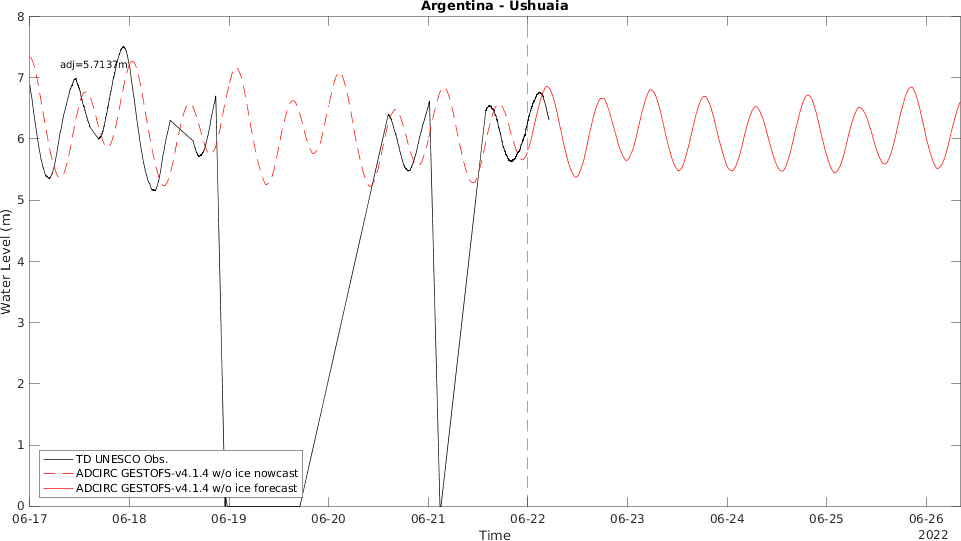 Argentina - Ushuaia
8
7
6
5
4
3
2
1
0
Water Level (m)
adj=5.7137m
TD UNESCO Obs.
ADCIRC GESTOFS-v4.1.4 w/o ice nowcast
ADCIRC GESTOFS-v4.1.4 w/o ice forecast
06-17 06-18 06-19 06-20 06-21 06-22 06-23 06-24 06-25 06-26
Time
2022